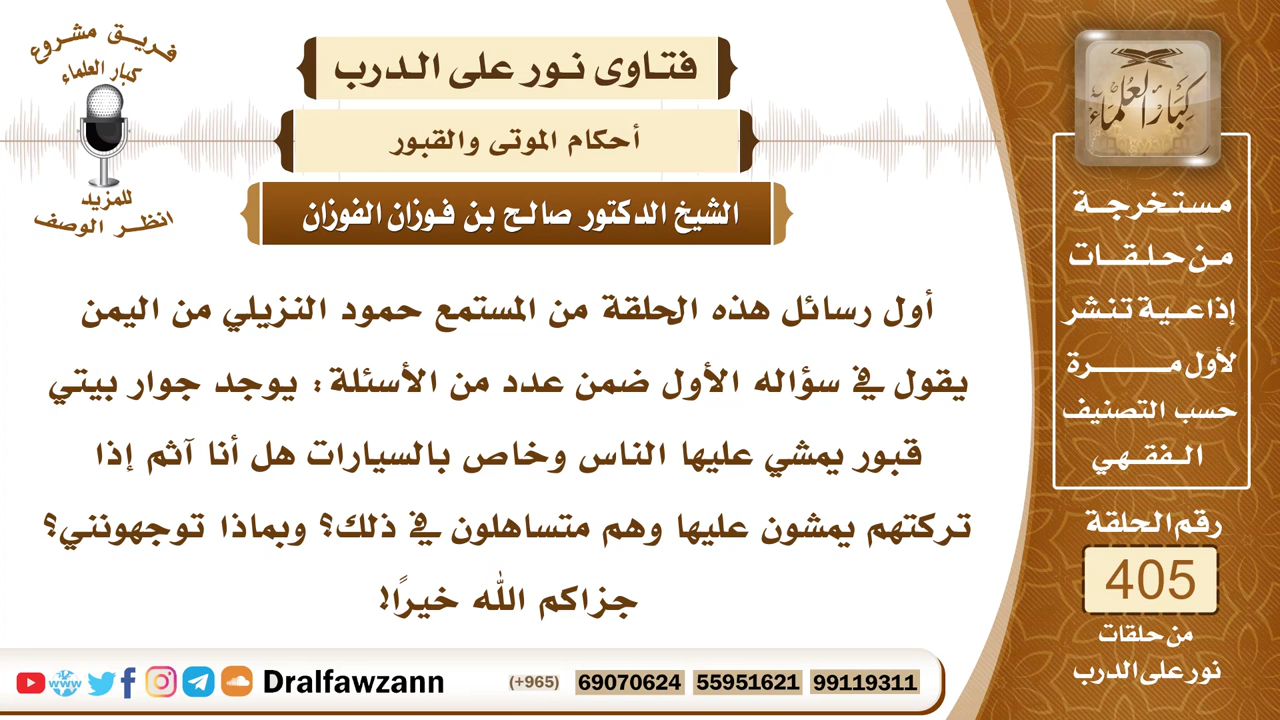 فريق مشروع
كبار العلماء
للمزيد
انظر الوصف
فتاوى نور على الدرب
أحكام الموتى والقبور
الشيخ الدكتور صالح بن فوزان الفوزان
أول رسائل هذه الحلقة من المستمع حمود النزيلي من اليمن
يقول في سؤاله الأول ضمن عدد من الأسئلة: يوجد جوار بيتي
قبور يمشي عليها الناس وخاص بالسيارات هل أنا آثم إذا
تركتهم يمشون عليها وهم متساهلون في ذلك؟ وبماذا توجهونني؟
جزاكم الله خيرًا!
كبار العلماء
مستخرجة
من حلقات
إذاعية تنشر
لأول مرة
حسب التصنيف
الفقهي
رقم الحلقة
405
من حلقات
نور على الدرب
www Dralfawzann (+965) 69070624 55951621 99119311